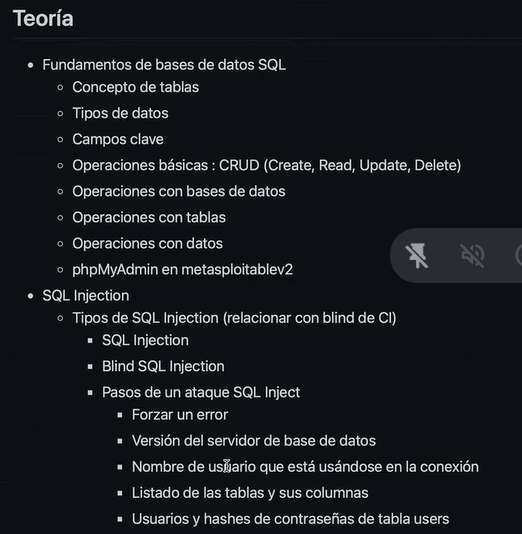 Teoría
Fundamentos de bases de datos SQL
Concepto de tablas
Tipos de datos
Campos clave
Operaciones básicas : CRUD (Create, Read, Update, Delete)
Operaciones con bases de datos
Operaciones con tablas
Operaciones con datos
phpMyAdmin en metasploitablev2
SQL Injection
Tipos de SQL Injection (relacionar con blind de CI)
SQL Injection
Blind SQL Injection
Pasos de un ataque SQL Inject
Forzar un error
Versión del servidor de base de datos
Nombre de usuario que está usándose en la conexión
Listado de las tablas y sus columnas
Usuarios y hashes de contraseñas de tabla users